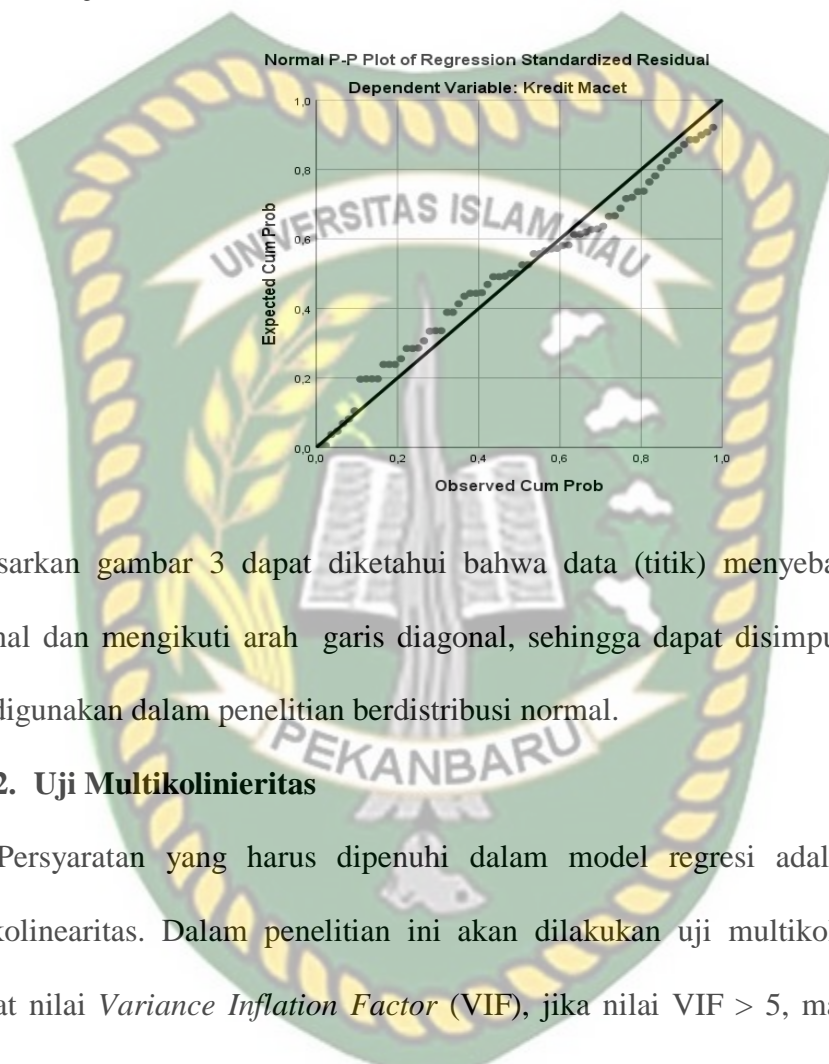 Normal P-P Plot of Regression Standardized Residual
Dependent Variable: Kredit Macet
1,0
0,8
0,6
0,4
0,2
0,0
Expected Cum Prob
0,0 0,2 0,4 0,6 0,8 1,0
Observed Cum Prob
UNIVERSITAS ISLAM RIAU
sarkan gambar 3 dapat diketahui bahwa data (titik) menyeba
nal dan mengikuti arah garis diagonal, sehingga dapat disimpu
digunakan dalam penelitian berdistribusi normal.
PEKANBARU
2. Uji Multikolinieritas
Persyaratan yang harus dipenuhi dalam model regresi adal
kolinearitas. Dalam penelitian ini akan dilakukan uji multiko
at nilai Variance Inflation Factor (VIF), jika nilai VIF > 5, ma